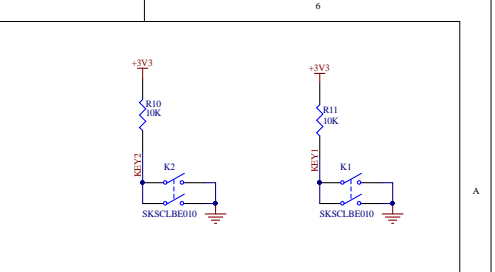 6
+3V3
+3V3
R10
10K
R11
10K
KEY2
KEY1
K2
K1
A
SKSCLBE010
SKSCLBE010